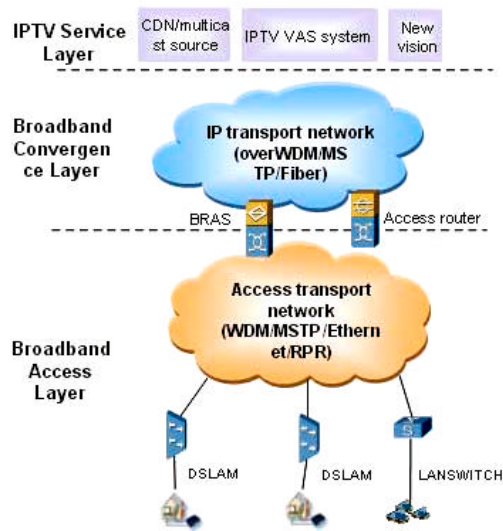 IPTV Service
Layer
CDN/multica
st source
IPTV VAS system
New
vision
Broadband
Convergen
ce Layer
IP transport network
(overWDM/MS
TP/Fiber)
BRAS
Access router
Access transport
network
(WDM/MSTP/Ethern
et/RPR)
Broadband
Access
Layer
DSLAM
DSLAM
LANSWITCH